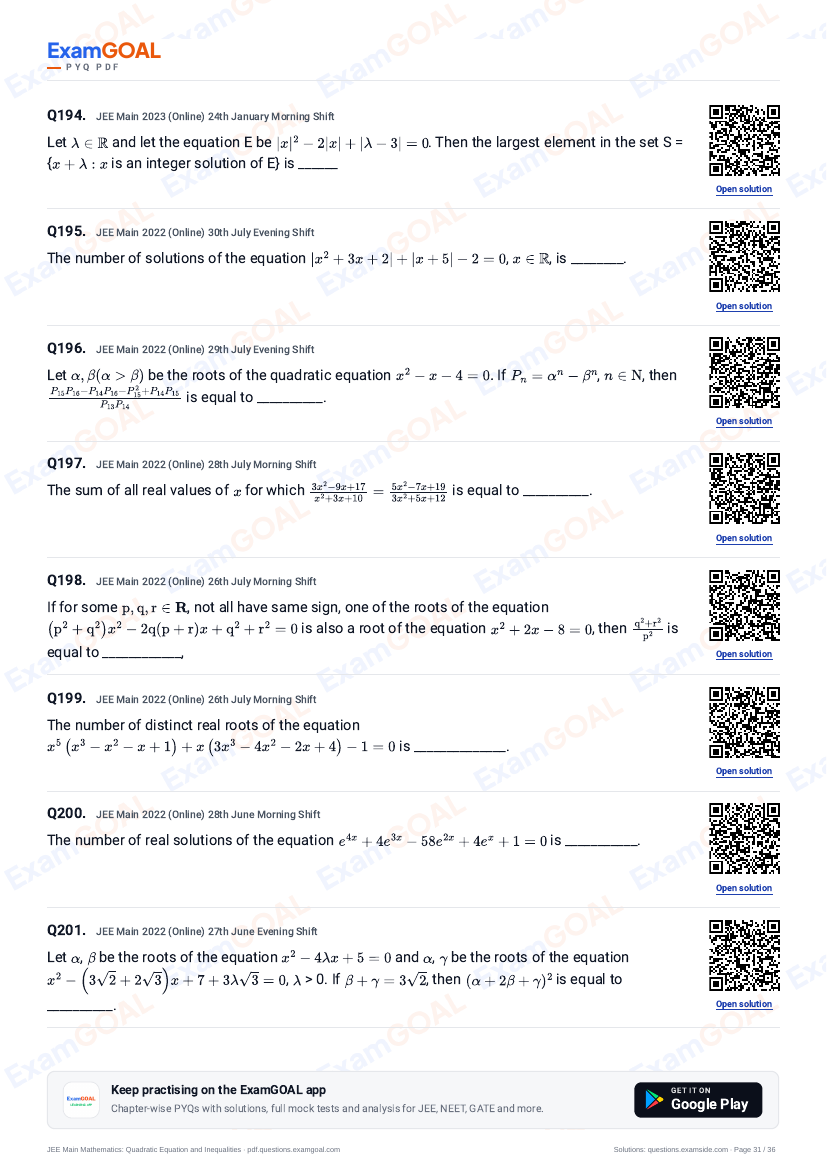 ExamGOAL
PYQ PDF
Q194. JEE Main 2023 (Online) 24th January Morning Shift
Let λ ∈ ℝ and let the equation E be |x|² − 2|x| + |λ − 3| = 0. Then the largest element in the set S =
{x + λ : x is an integer solution of E} is ______
Open solution
Q195. JEE Main 2022 (Online) 30th July Evening Shift
The number of solutions of the equation |x² + 3x + 2| + |x + 5| − 2 = 0, x ∈ ℝ, is ________.
Open solution
Q196. JEE Main 2022 (Online) 29th July Evening Shift
Let α, β(α > β) be the roots of the quadratic equation x² − x − 4 = 0. If Pₙ = αⁿ − βⁿ, n ∈ N, then
(P₁₅P₁₆−P₁₄P₁₆−P₁₅²+P₁₄P₁₅)/(P₁₃P₁₄) is equal to __________.
Open solution
Q197. JEE Main 2022 (Online) 28th July Morning Shift
The sum of all real values of x for which (3x²−9x+17)/(x²+3x+10) = (5x²−7x+19)/(3x²+5x+12) is equal to __________.
Open solution
Q198. JEE Main 2022 (Online) 26th July Morning Shift
If for some p, q, r ∈ R, not all have same sign, one of the roots of the equation
(p² + q²)x² − 2q(p + r)x + q² + r² = 0 is also a root of the equation x² + 2x − 8 = 0, then (q²+r²)/p² is
equal to ____________,
Open solution
Q199. JEE Main 2022 (Online) 26th July Morning Shift
The number of distinct real roots of the equation
x⁵ (x³ − x² − x + 1) + x (3x³ − 4x² − 2x + 4) − 1 = 0 is ______________.
Open solution
Q200. JEE Main 2022 (Online) 28th June Morning Shift
The number of real solutions of the equation e⁴ˣ + 4e³ˣ − 58e²ˣ + 4eˣ + 1 = 0 is ___________.
Open solution
Q201. JEE Main 2022 (Online) 27th June Evening Shift
Let α, β be the roots of the equation x² − 4λx + 5 = 0 and α, γ be the roots of the equation
x² − (3√2 + 2√3)x + 7 + 3λ√3 = 0, λ > 0. If β + γ = 3√2, then (α + 2β + γ)² is equal to
__________.
Open solution
Keep practising on the ExamGOAL app
Chapter-wise PYQs with solutions, full mock tests and analysis for JEE, NEET, GATE and more.
GET IT ON
Google Play
JEE Main Mathematics: Quadratic Equation and Inequalities · pdf.questions.examgoal.com
Solutions: questions.examside.com · Page 31 / 36